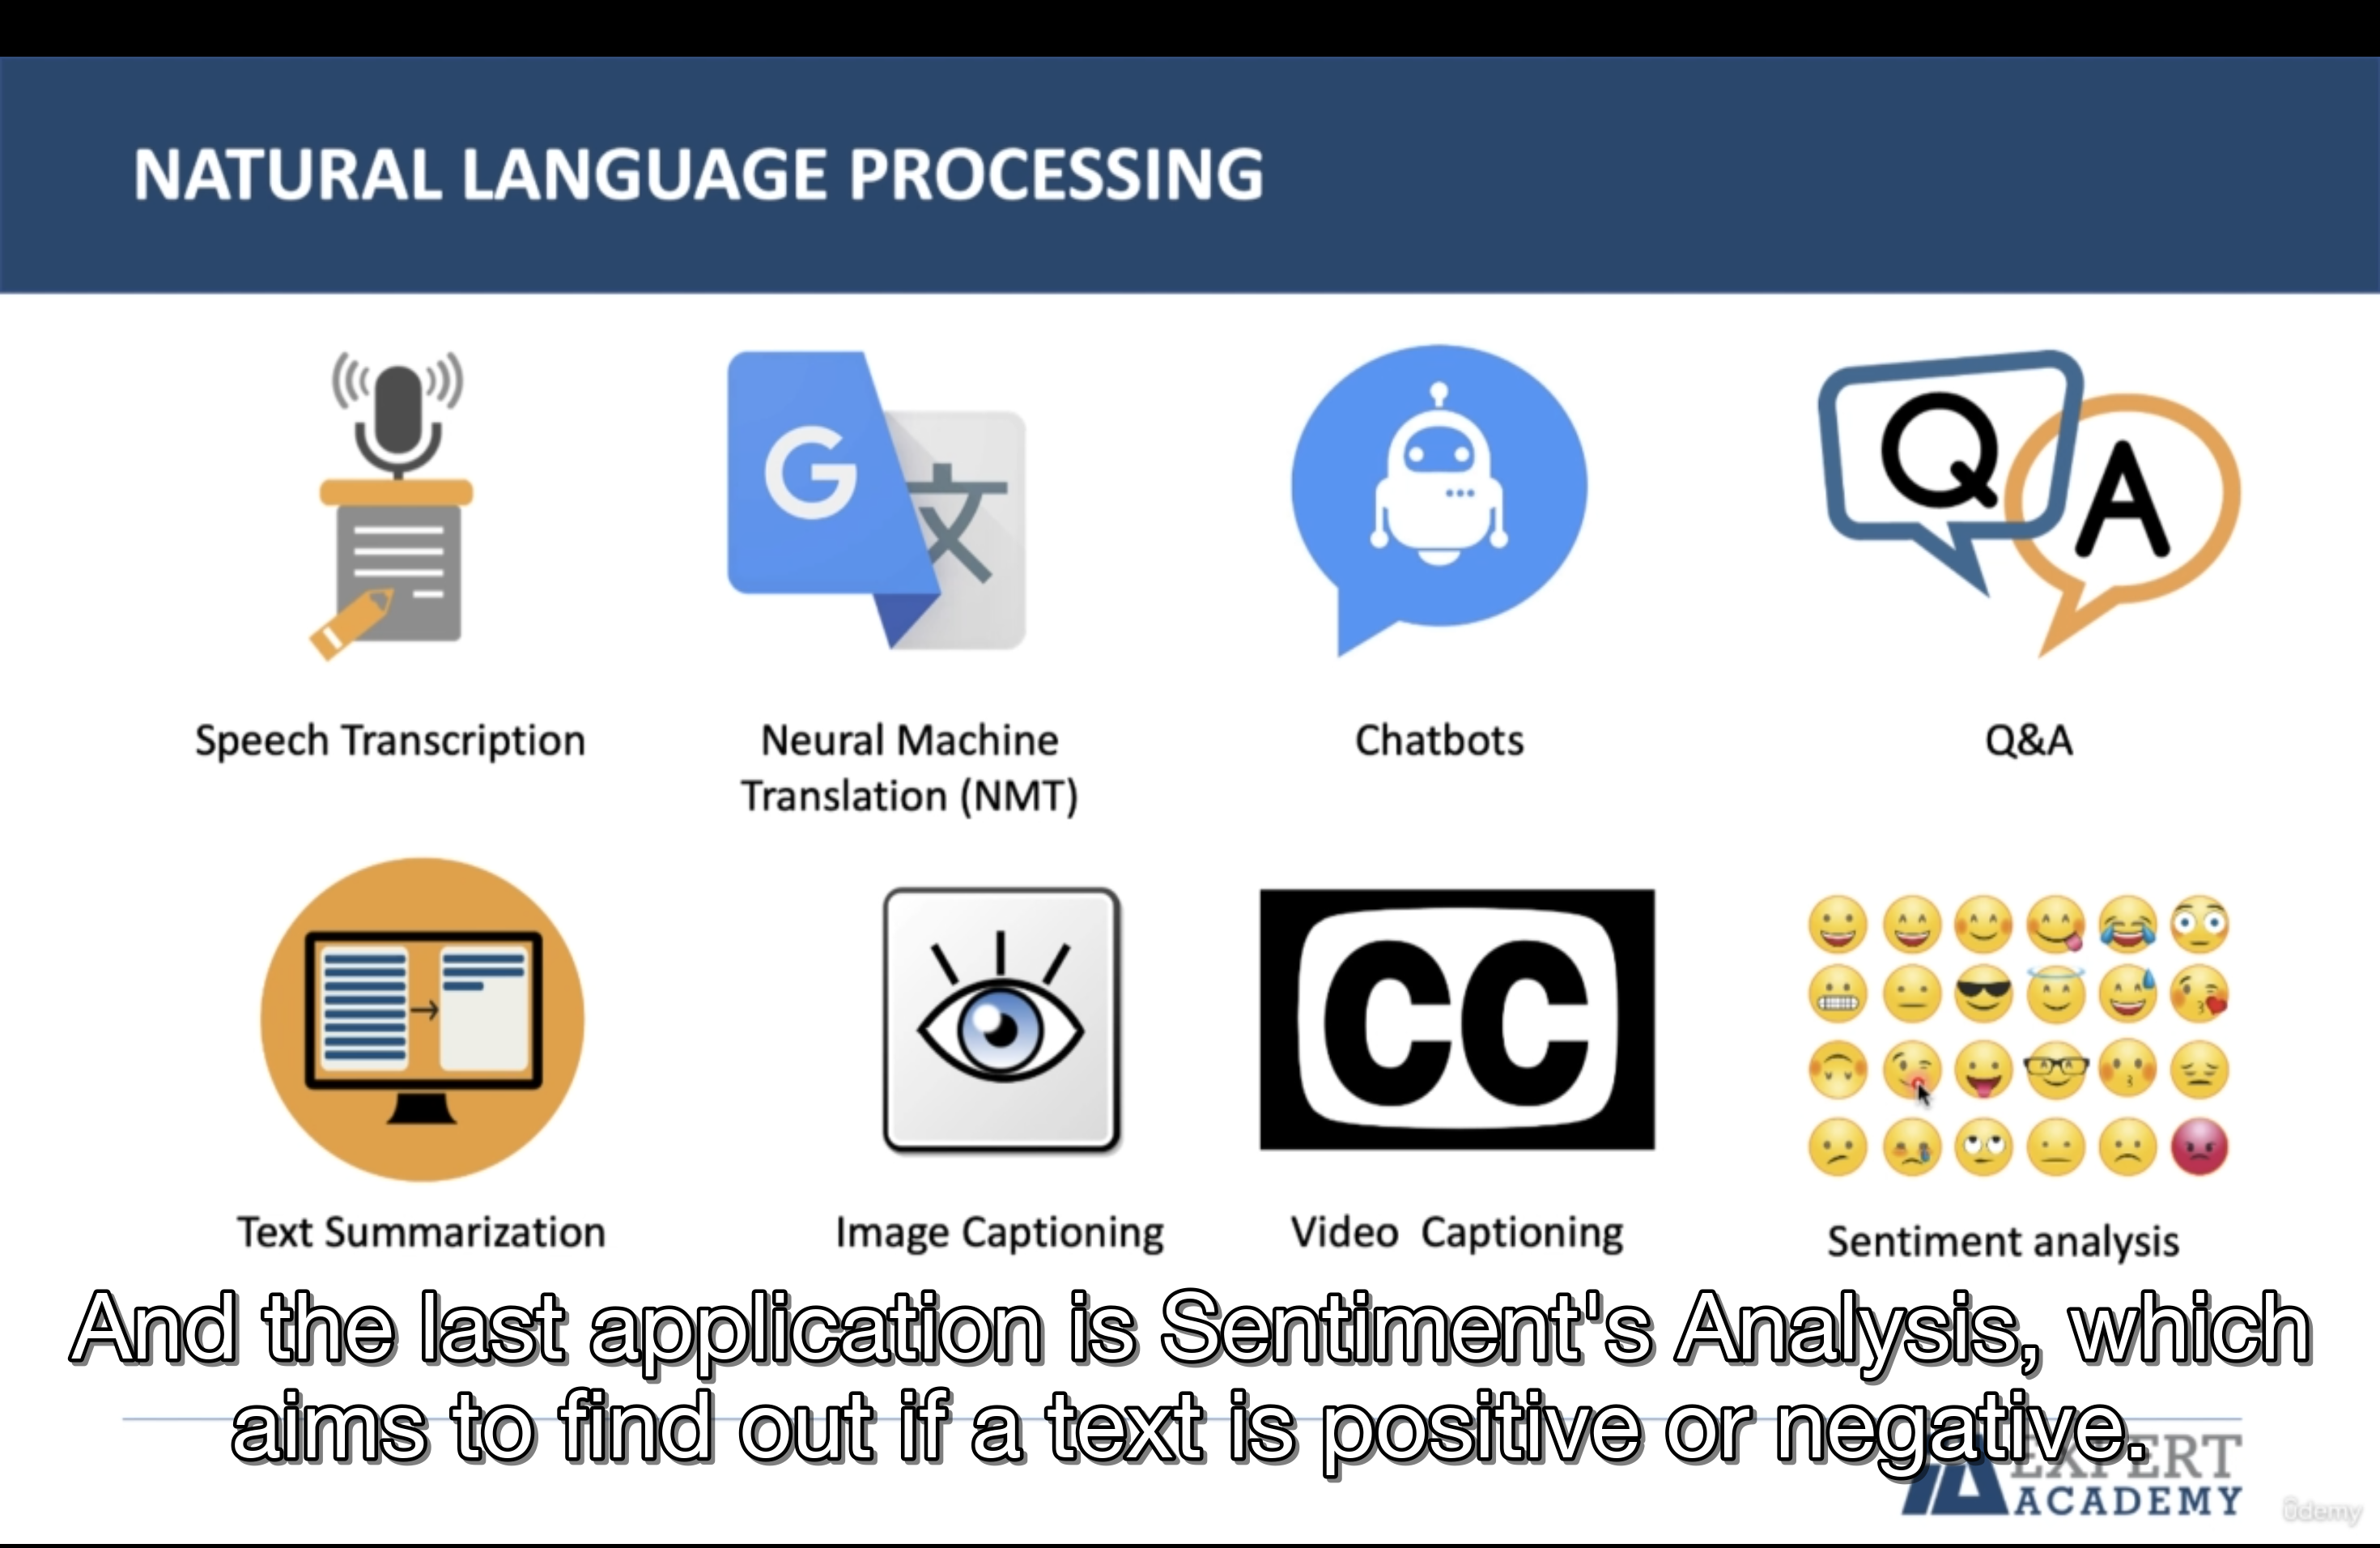 NATURAL LANGUAGE PROCESSING
G 文
Q A
Speech Transcription
Neural Machine
Translation (NMT)
Chatbots
Q&A
CC
Text Summarization
Image Captioning
Video Captioning
Sentiment analysis
And the last application is Sentiment's Analysis, which
aims to find out if a text is positive or negative.
EXPERT
ACADEMY
ûdemy